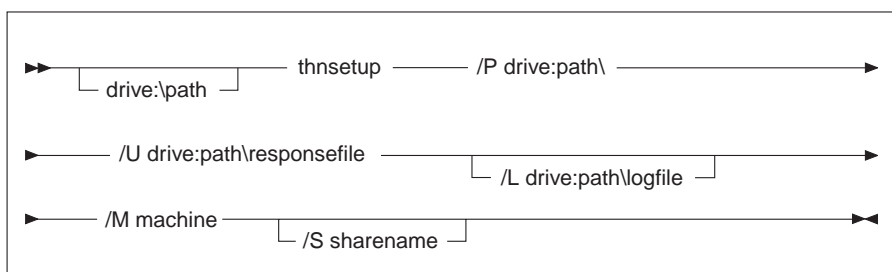 thnsetup /P drive:path\
drive:\path
/U drive:path\responsefile
/L drive:path\logfile
/M machine
/S sharename